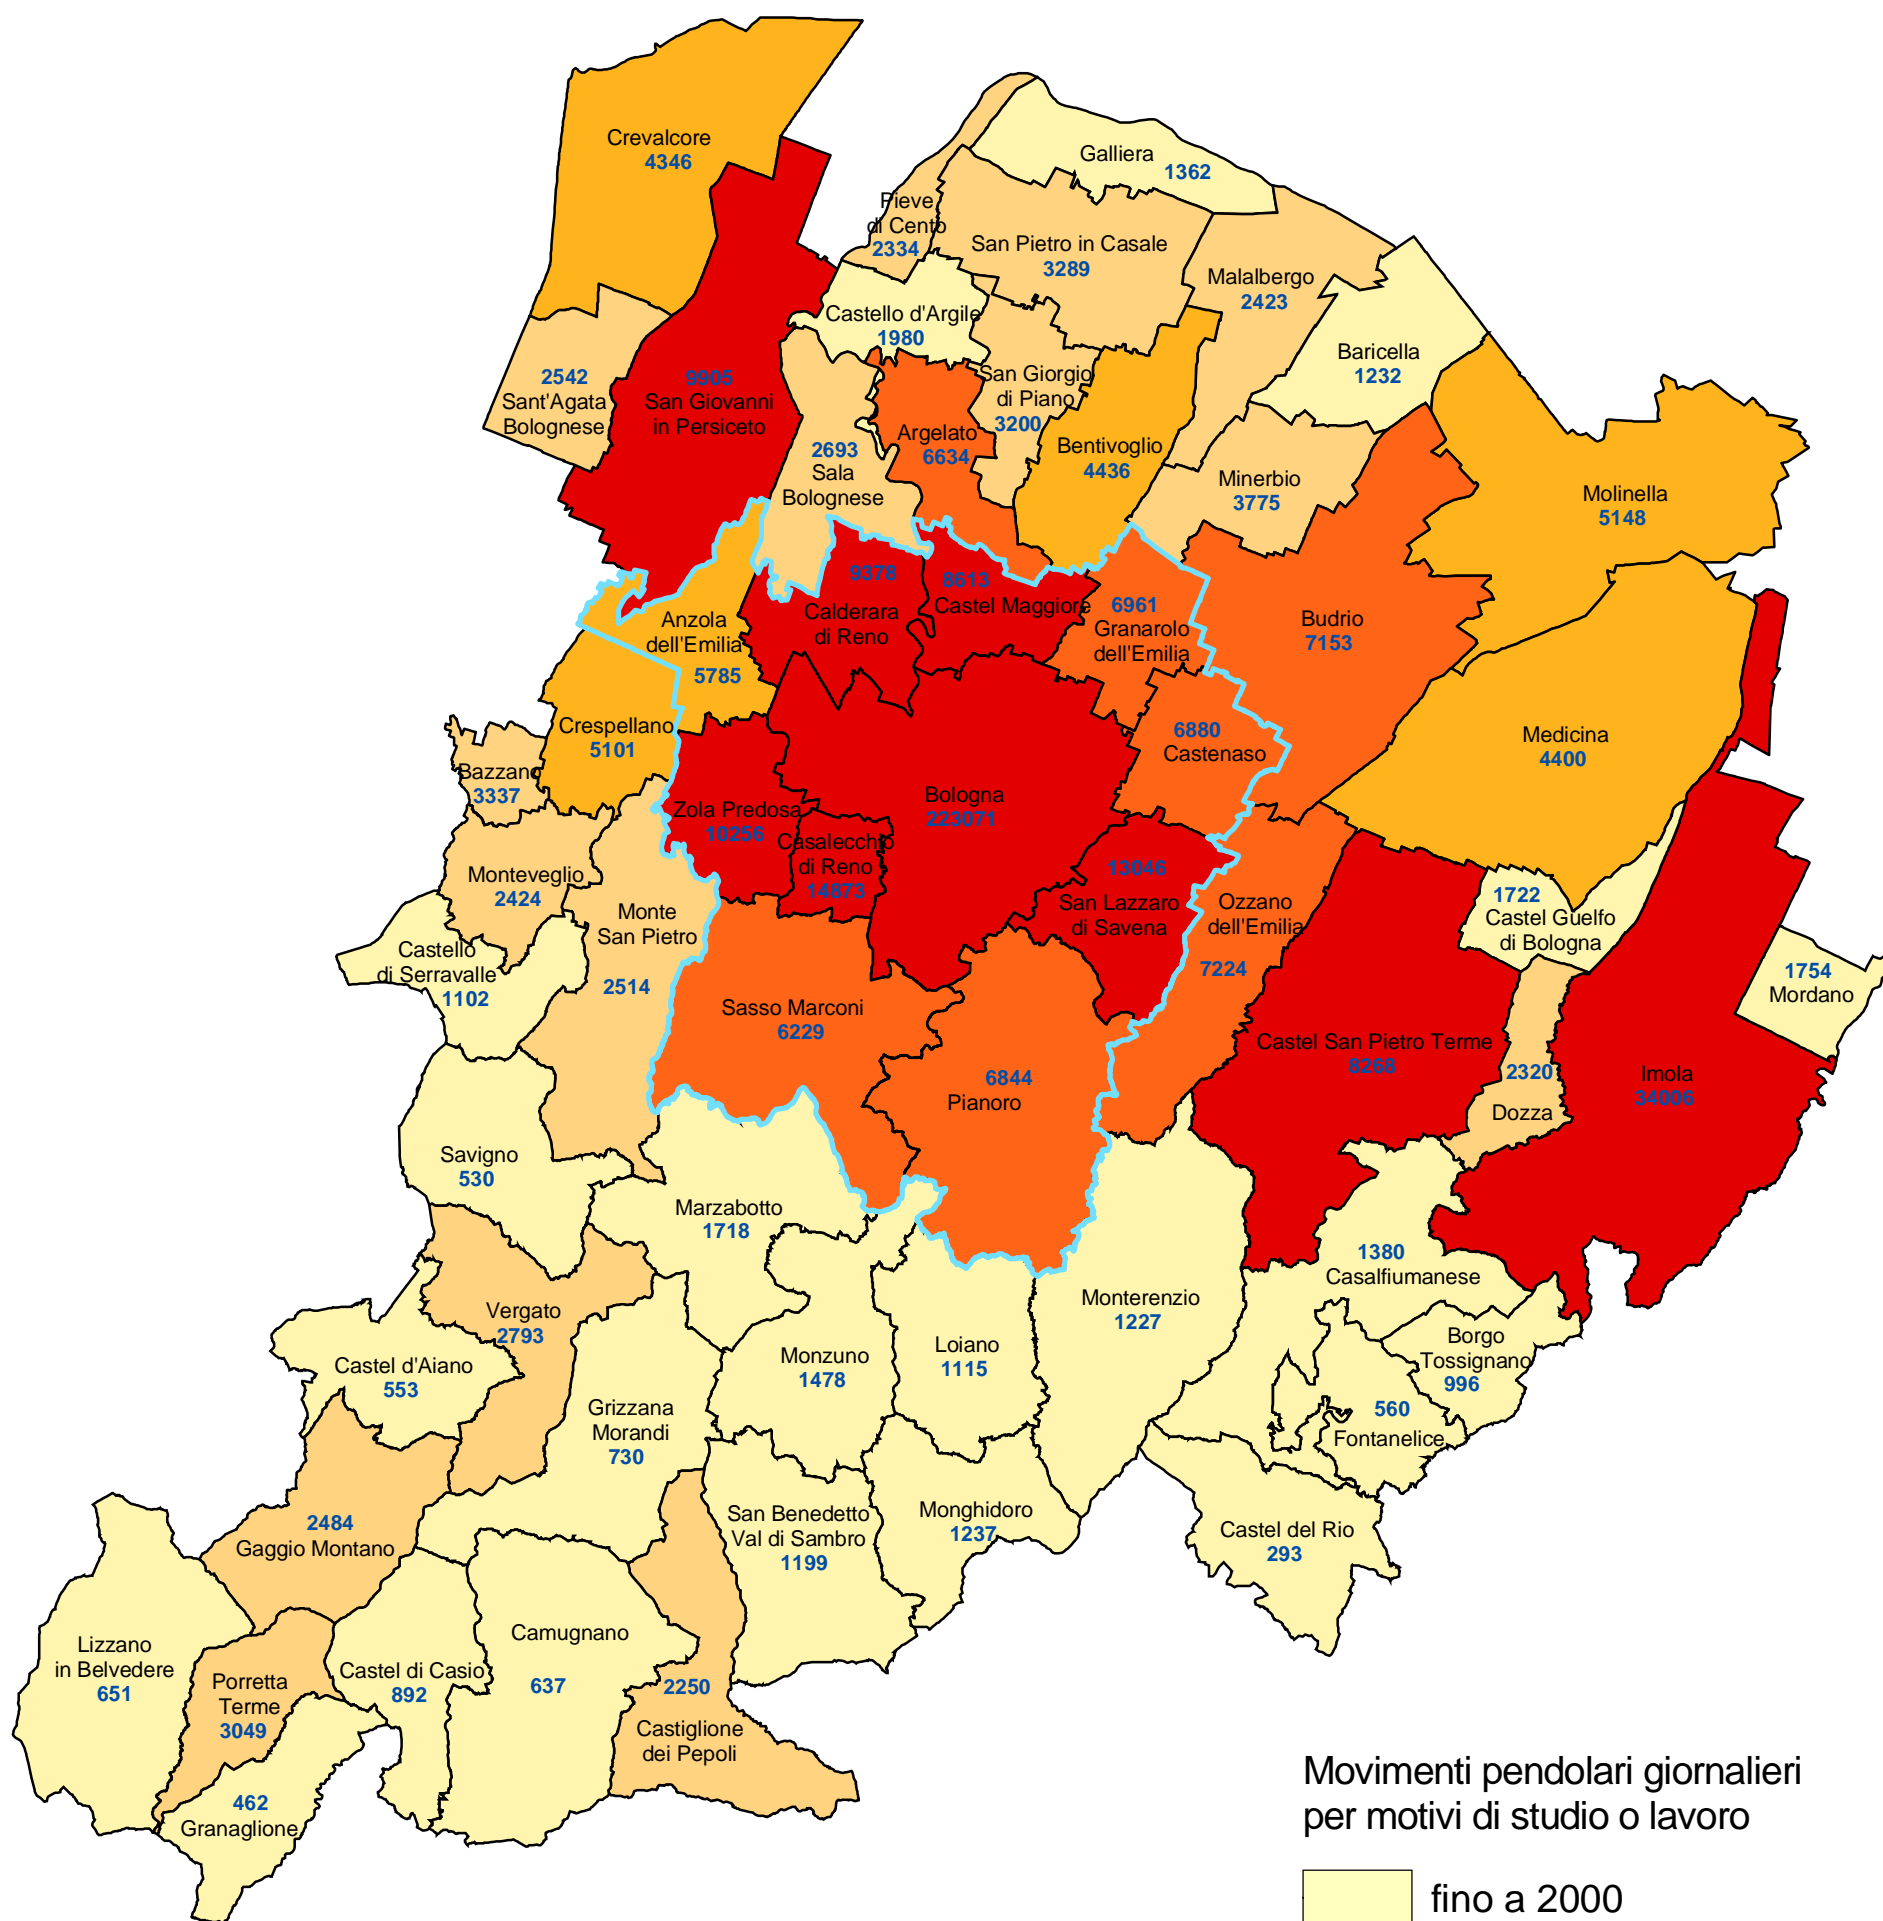 Crevalcore
4346
Galliera
1362
Pieve
di Cento
2334
San Pietro in Casale
3289
Malalbergo
2423
Castello d'Argile
1980
Baricella
1232
2542
Sant'Agata
Bolognese
9905
San Giovanni
in Persiceto
San Giorgio
di Piano
3200
Argelato
6634
Bentivoglio
4436
2693
Sala
Bolognese
Minerbio
3775
Molinella
5148
9378
Calderara
di Reno
8613
Castel Maggiore
6961
Granarolo
dell'Emilia
Budrio
7153
Anzola
dell'Emilia
5785
Crespellano
5101
6880
Castenaso
Medicina
4400
Bazzano
3337
Zola Predosa
10256
Bologna
223071
Casalecchio
di Reno
14873
13046
San Lazzaro
di Savena
Monteveglio
2424
Monte
San Pietro
2514
Ozzano
dell'Emilia
7224
1722
Castel Guelfo
di Bologna
Castello
di Serravalle
1102
1754
Mordano
Sasso Marconi
6229
Castel San Pietro Terme
8268
2320
Dozza
Imola
34006
6844
Pianoro
Savigno
530
Marzabotto
1718
1380
Casalfiumanese
Vergato
2793
Monterenzio
1227
Castel d'Aiano
553
Monzuno
1478
Loiano
1115
Borgo
Tossignano
996
Grizzana
Morandi
730
560
Fontanelice
2484
Gaggio Montano
San Benedetto
Val di Sambro
1199
Monghidoro
1237
Castel del Rio
293
Lizzano
in Belvedere
651
Porretta
Terme
3049
Castel di Casio
892
Camugnano
637
2250
Castiglione
dei Pepoli
462
Granaglione
Movimenti pendolari giornalieri
per motivi di studio o lavoro
fino a 2000